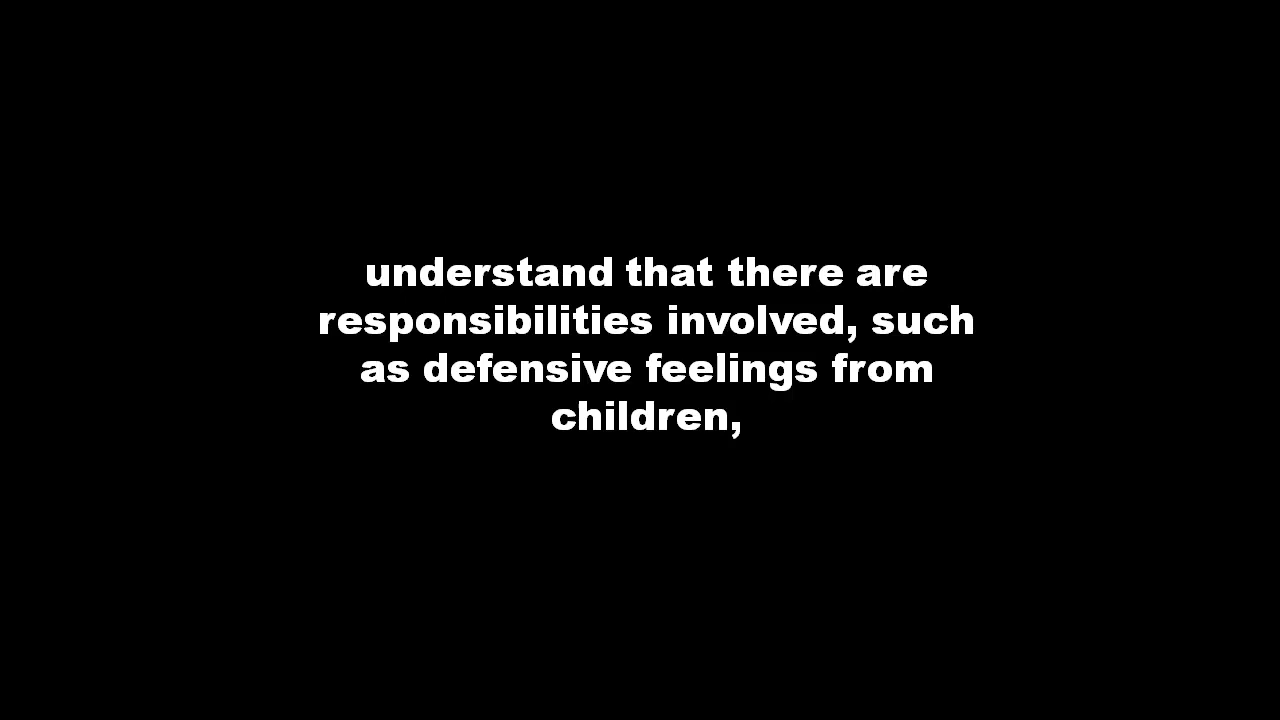 understand that there are
responsibilities involved, such
as defensive feelings from
children,